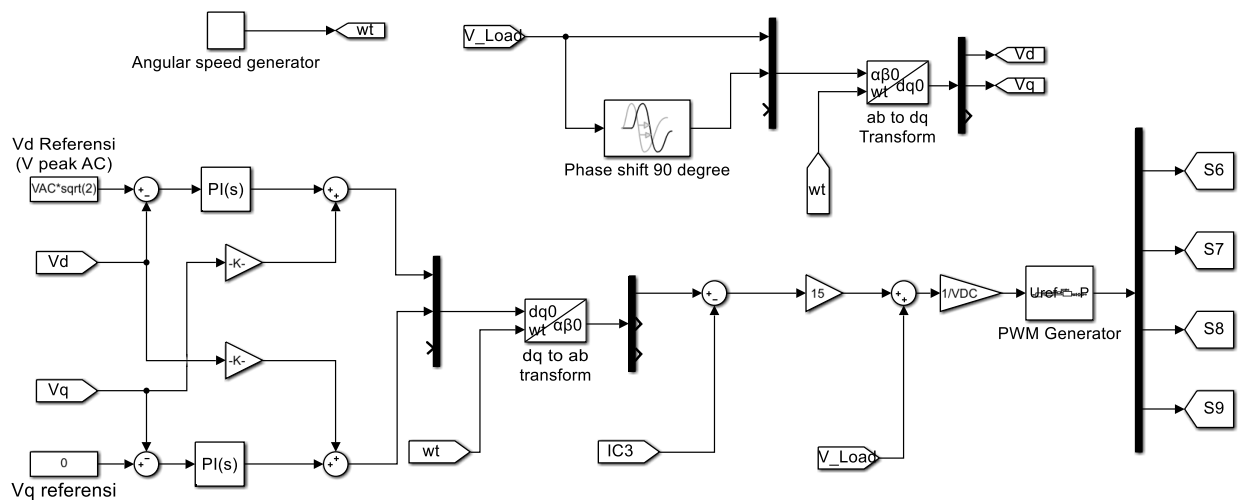 wt
Angular speed generator
V_Load
Vd
Vq
αβ0
wt
dq0
ab to dq
Transform
Phase shift 90 degree
wt
Vd Referensi
(V peak AC)
VAC*sqrt(2)
+
-
PI(s)
+
+
Vd
-K-
S6
S7
dq0
wt
αβ0
dq to ab
transform
+
-
15
+
+
1/VDC
Uref
P
PWM Generator
S8
-K-
Vq
S9
wt
IC3
V_Load
0
+
-
PI(s)
+
+
Vq referensi